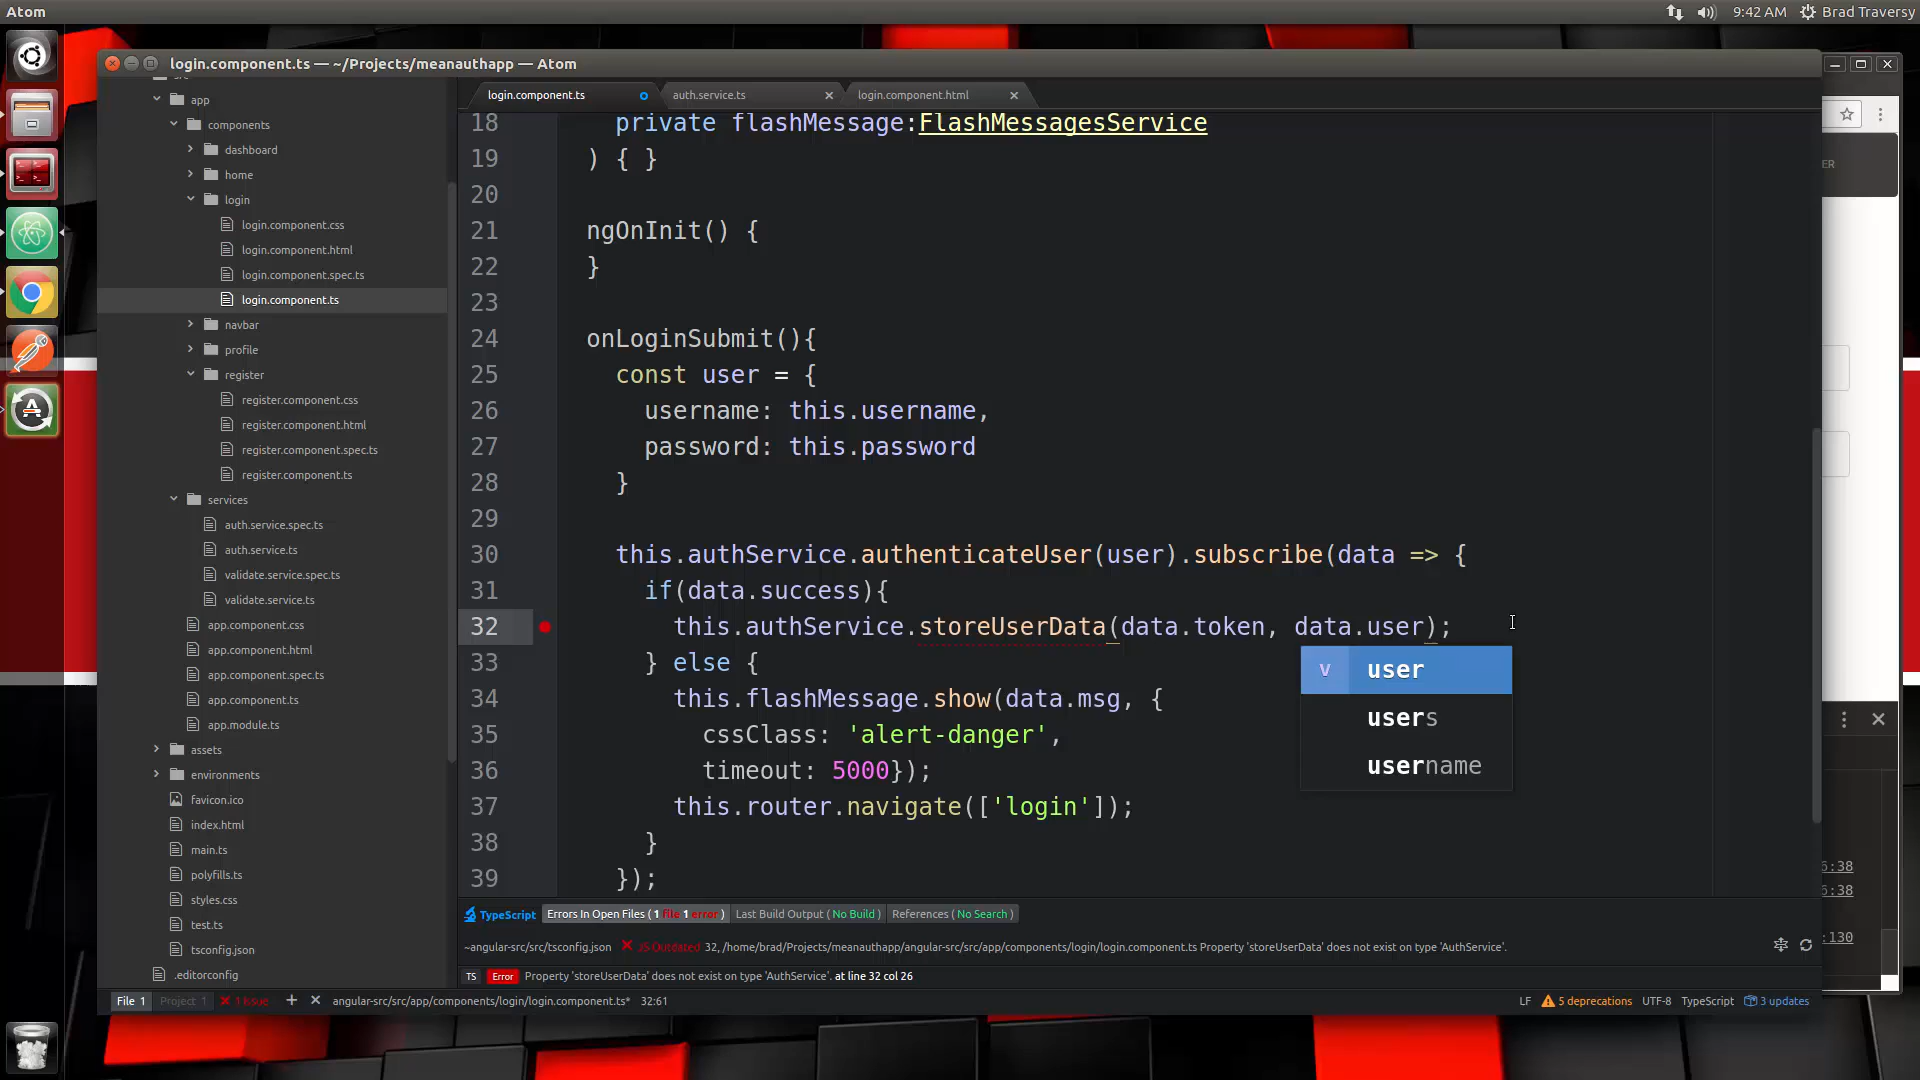 Atom
9:42 AM
Brad Traversy
login.component.ts — ~/Projects/meanauthapp — Atom
app
components
dashboard
home
login
login.component.css
login.component.html
login.component.spec.ts
login.component.ts
navbar
profile
register
register.component.css
register.component.html
register.component.spec.ts
register.component.ts
services
auth.service.spec.ts
auth.service.ts
validate.service.spec.ts
validate.service.ts
app.component.css
app.component.html
app.component.spec.ts
app.component.ts
app.module.ts
assets
environments
favicon.ico
index.html
main.ts
polyfills.ts
styles.css
test.ts
tsconfig.json
.editorconfig
login.component.ts
auth.service.ts
login.component.html
18 private flashMessage:FlashMessagesService
19 ) { }
20
21 ngOnInit() {
22 }
23
24 onLoginSubmit(){
25 const user = {
26 username: this.username,
27 password: this.password
28 }
29
30 this.authService.authenticateUser(user).subscribe(data => {
31 if(data.success){
32 this.authService.storeUserData(data.token, data.user);
33 } else {
34 this.flashMessage.show(data.msg, {
35 cssClass: 'alert-danger',
36 timeout: 5000});
37 this.router.navigate(['login']);
38 }
39 });
v user
users
username
ER
5:38
5:38
:130
TypeScript Errors In Open Files ( 1 file 1 error ) Last Build Output ( No Build ) References ( No Search )
~angular-src/src/tsconfig.json JS Outdated 32, /home/brad/Projects/meanauthapp/angular-src/src/app/components/login/login.component.ts Property 'storeUserData' does not exist on type 'AuthService'.
TS Error Property 'storeUserData' does not exist on type 'AuthService'. at line 32 col 26
File 1 Project 1 1 Issue + angular-src/src/app/components/login/login.component.ts* 32:61 LF 5 deprecations UTF-8 TypeScript 3 updates